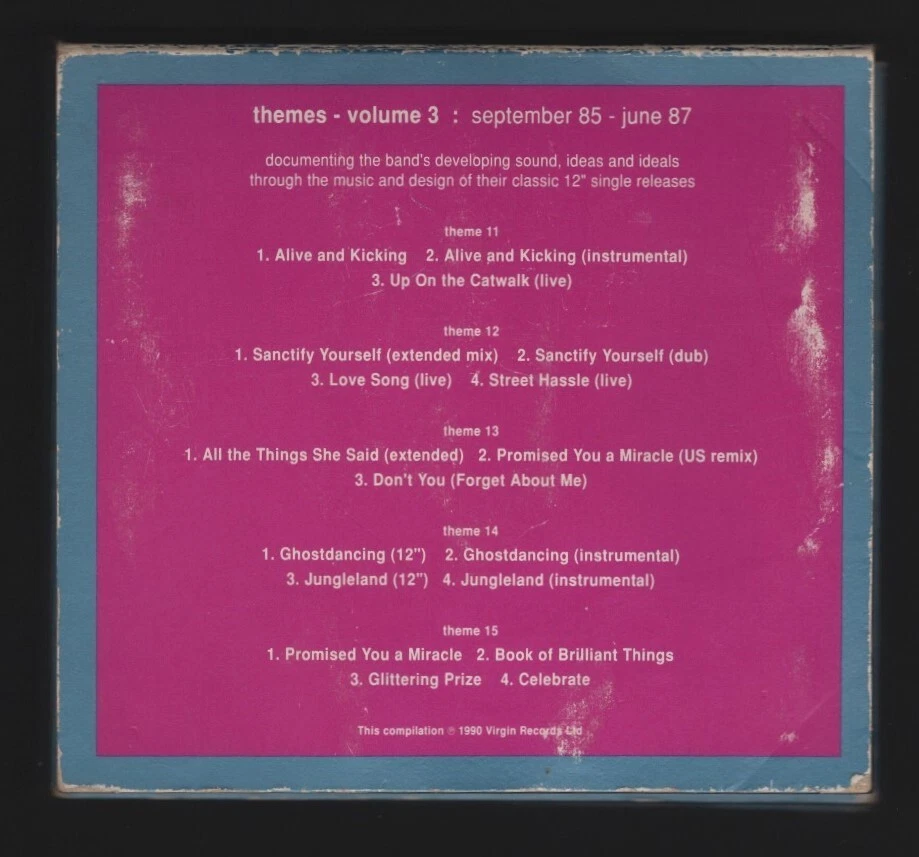 themes - volume 3 : september 85 - june 87
documenting the band's developing sound, ideas and ideals
through the music and design of their classic 12" single releases
theme 11
1. Alive and Kicking 2. Alive and Kicking (instrumental)
3. Up On the Catwalk (live)
theme 12
1. Sanctify Yourself (extended mix) 2. Sanctify Yourself (dub)
3. Love Song (live) 4. Street Hassle (live)
theme 13
1. All the Things She Said (extended) 2. Promised You a Miracle (US remix)
3. Don't You (Forget About Me)
theme 14
1. Ghostdancing (12") 2. Ghostdancing (instrumental)
3. Jungleland (12") 4. Jungleland (instrumental)
theme 15
1. Promised You a Miracle 2. Book of Brilliant Things
3. Glittering Prize 4. Celebrate
This compilation ℗ 1990 Virgin Records Ltd